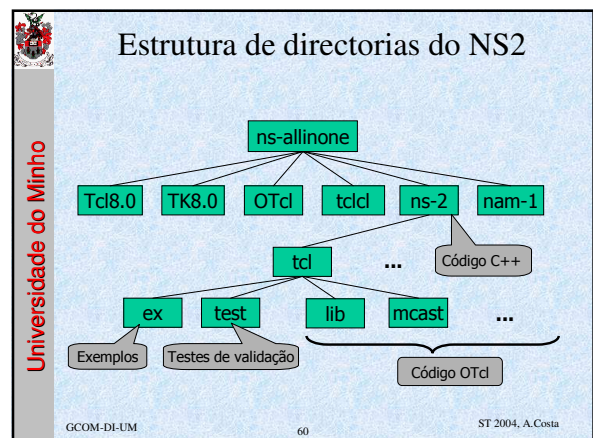 Estrutura de directorias do NS2
Universidade do Minho
ns-allinone
Tcl8.0 TK8.0 OTcl tclcl ns-2 nam-1
tcl ... Código C++
ex test lib mcast ...
Exemplos Testes de validação
Código OTcl
GCOM-DI-UM 60 ST 2004, A.Costa